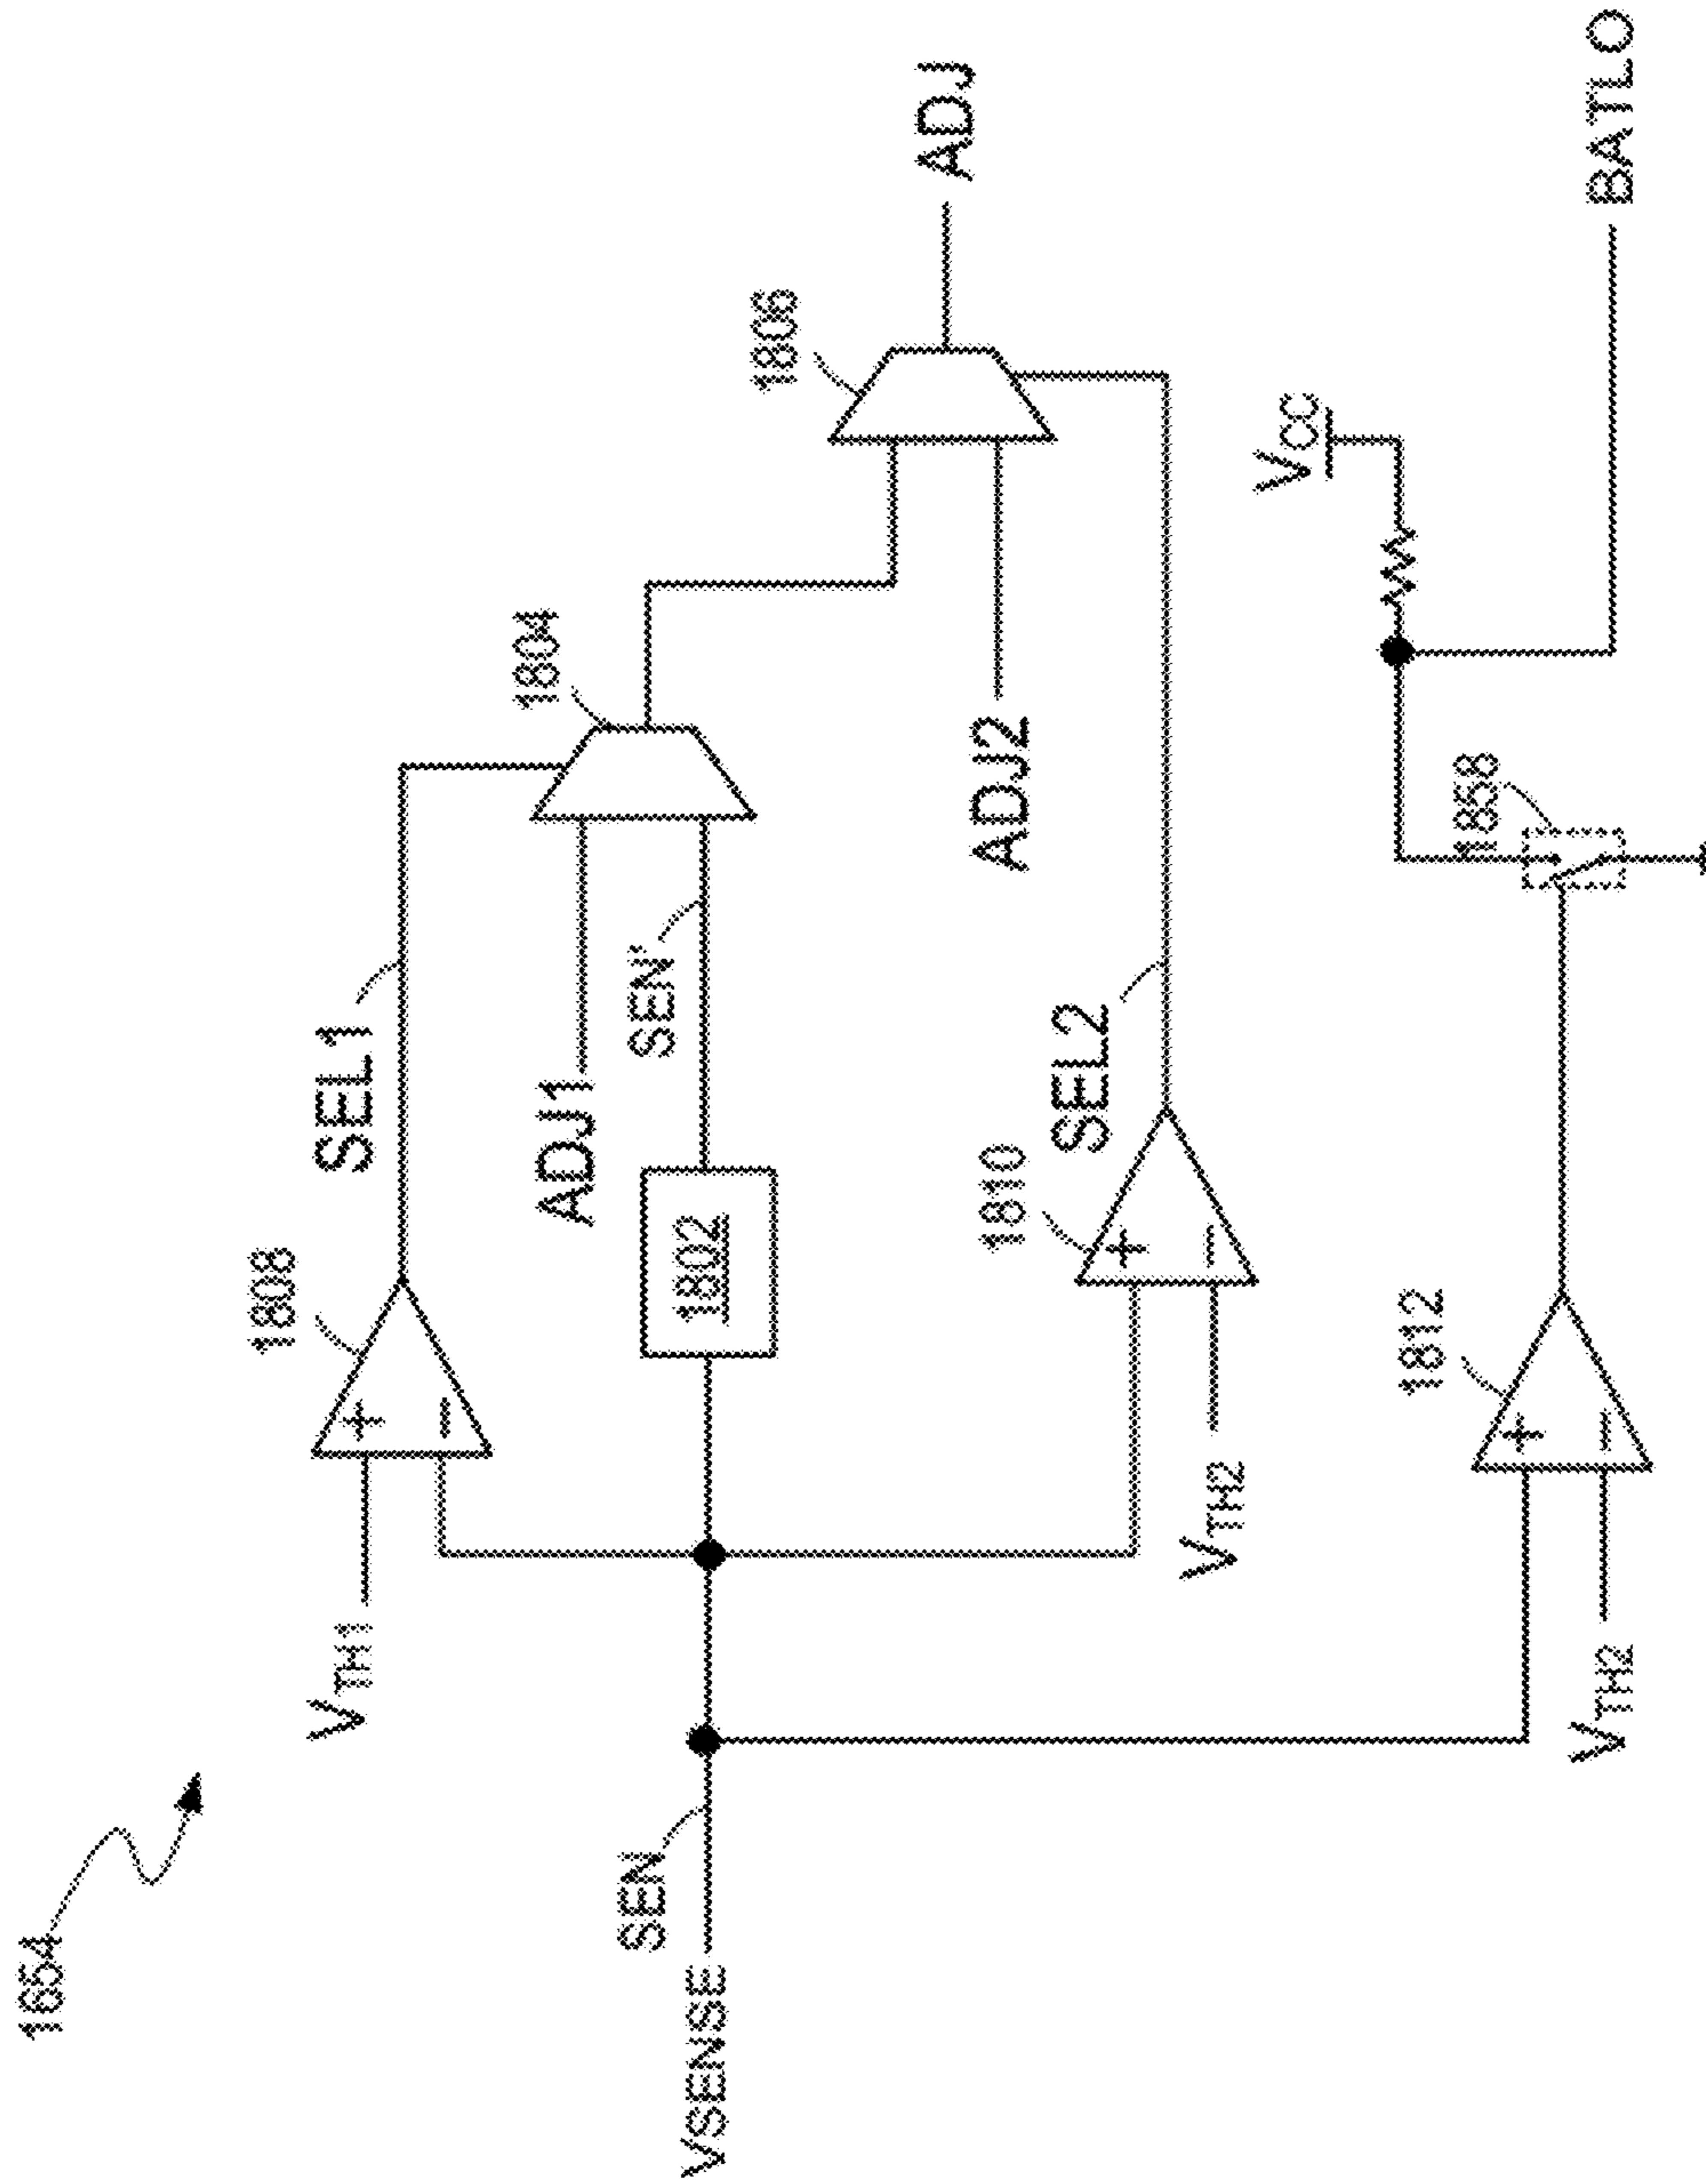 1654
1808
SEL1
VTH1
1804
ADJ1
SEN'
1802
SEN
VSENSE
1806
ADJ
ADJ2
1810
SEL2
VTH2
VCC
1858
1812
VTH2
BATLO